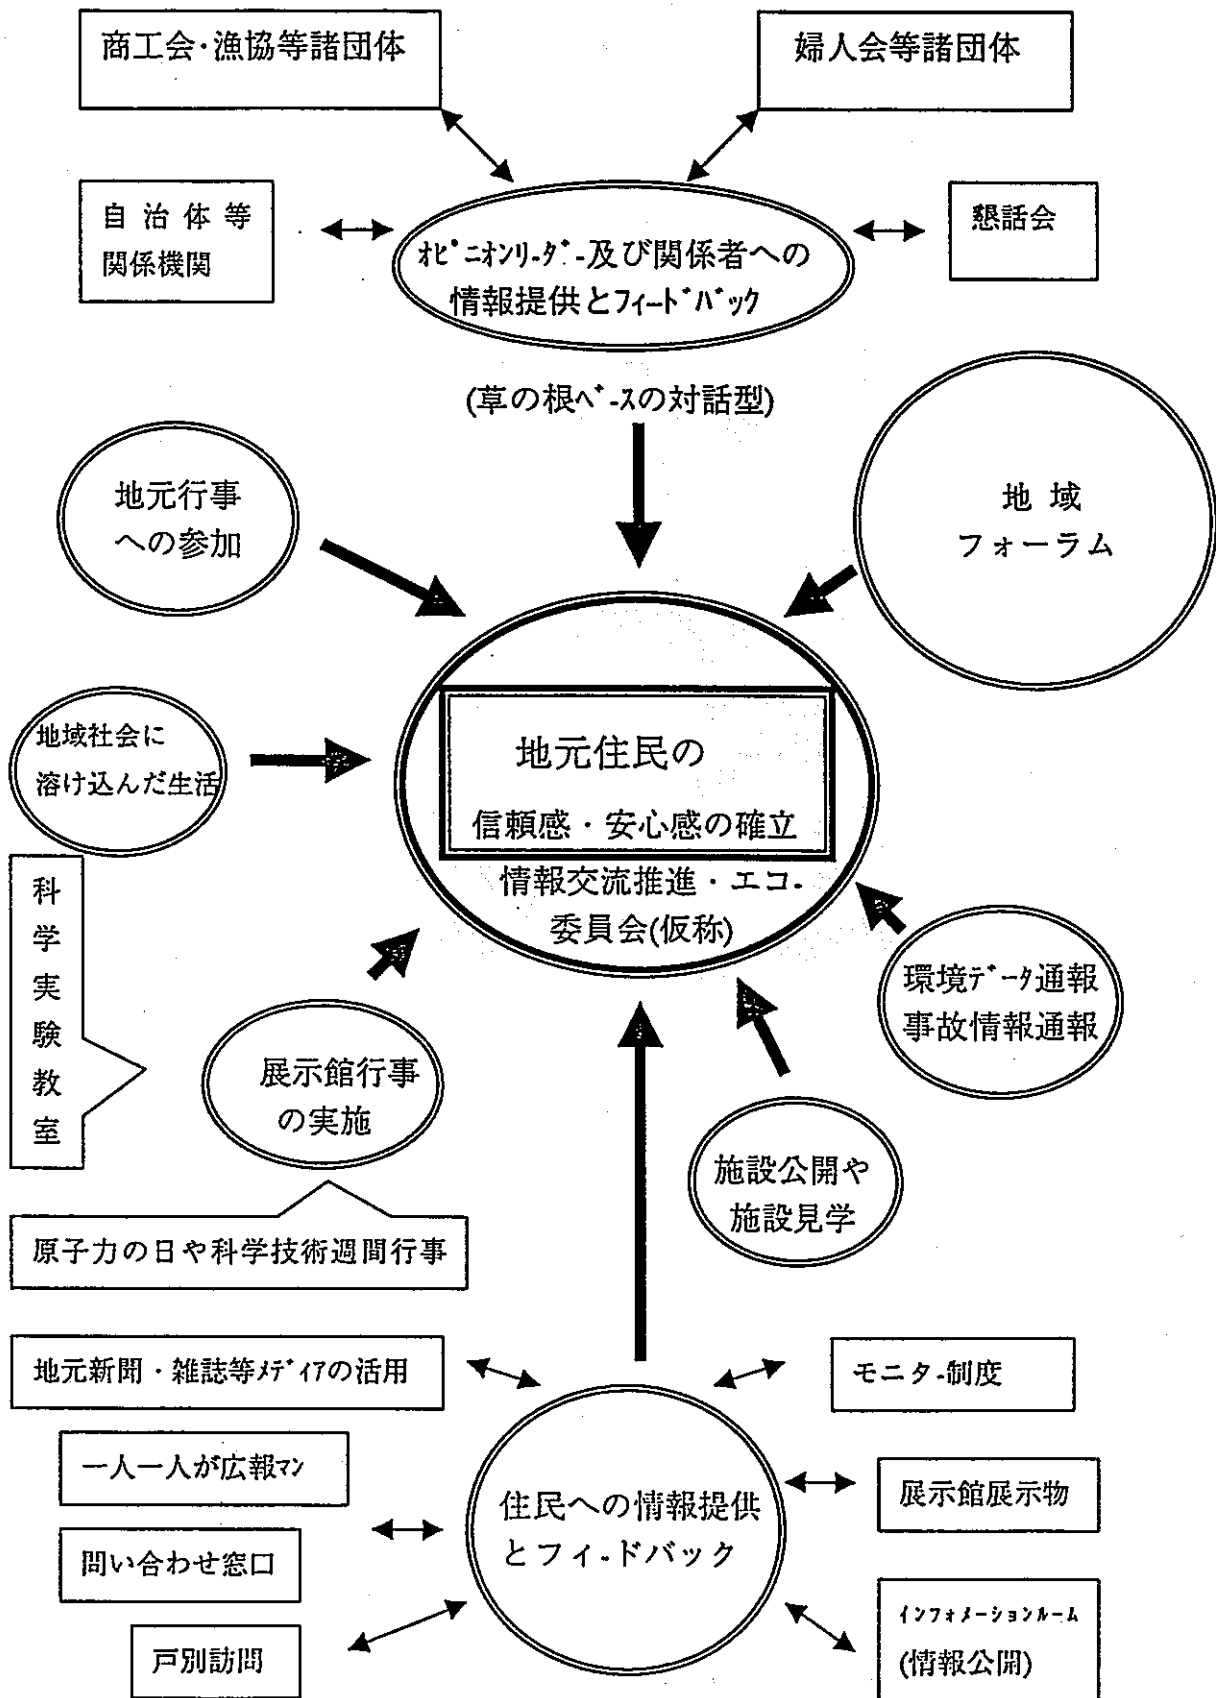 商工会・漁協等諸団体
婦人会等諸団体
自治体等
関係機関
ｵﾋﾟﾆｵﾝﾘ-ﾀﾞ-及び関係者への
情報提供とﾌｨｰﾄﾞﾊﾞｯｸ
懇話会
(草の根ﾍﾞ-ｽの対話型)
地元行事
への参加
地域
フォーラム
地域社会に
溶け込んだ生活
地元住民の
信頼感・安心感の確立
情報交流推進・エコ-
委員会(仮称)
科学実験教室
環境ﾃﾞｰﾀ通報
事故情報通報
展示館行事
の実施
施設公開や
施設見学
原子力の日や科学技術週間行事
地元新聞・雑誌等ﾒﾃﾞｨｱの活用
モニタ-制度
一人一人が広報ﾏﾝ
展示館展示物
住民への情報提供
とフィ-ドバック
問い合わせ窓口
ｲﾝﾌｫﾒｰｼｮﾝﾙｰﾑ
(情報公開)
戸別訪問